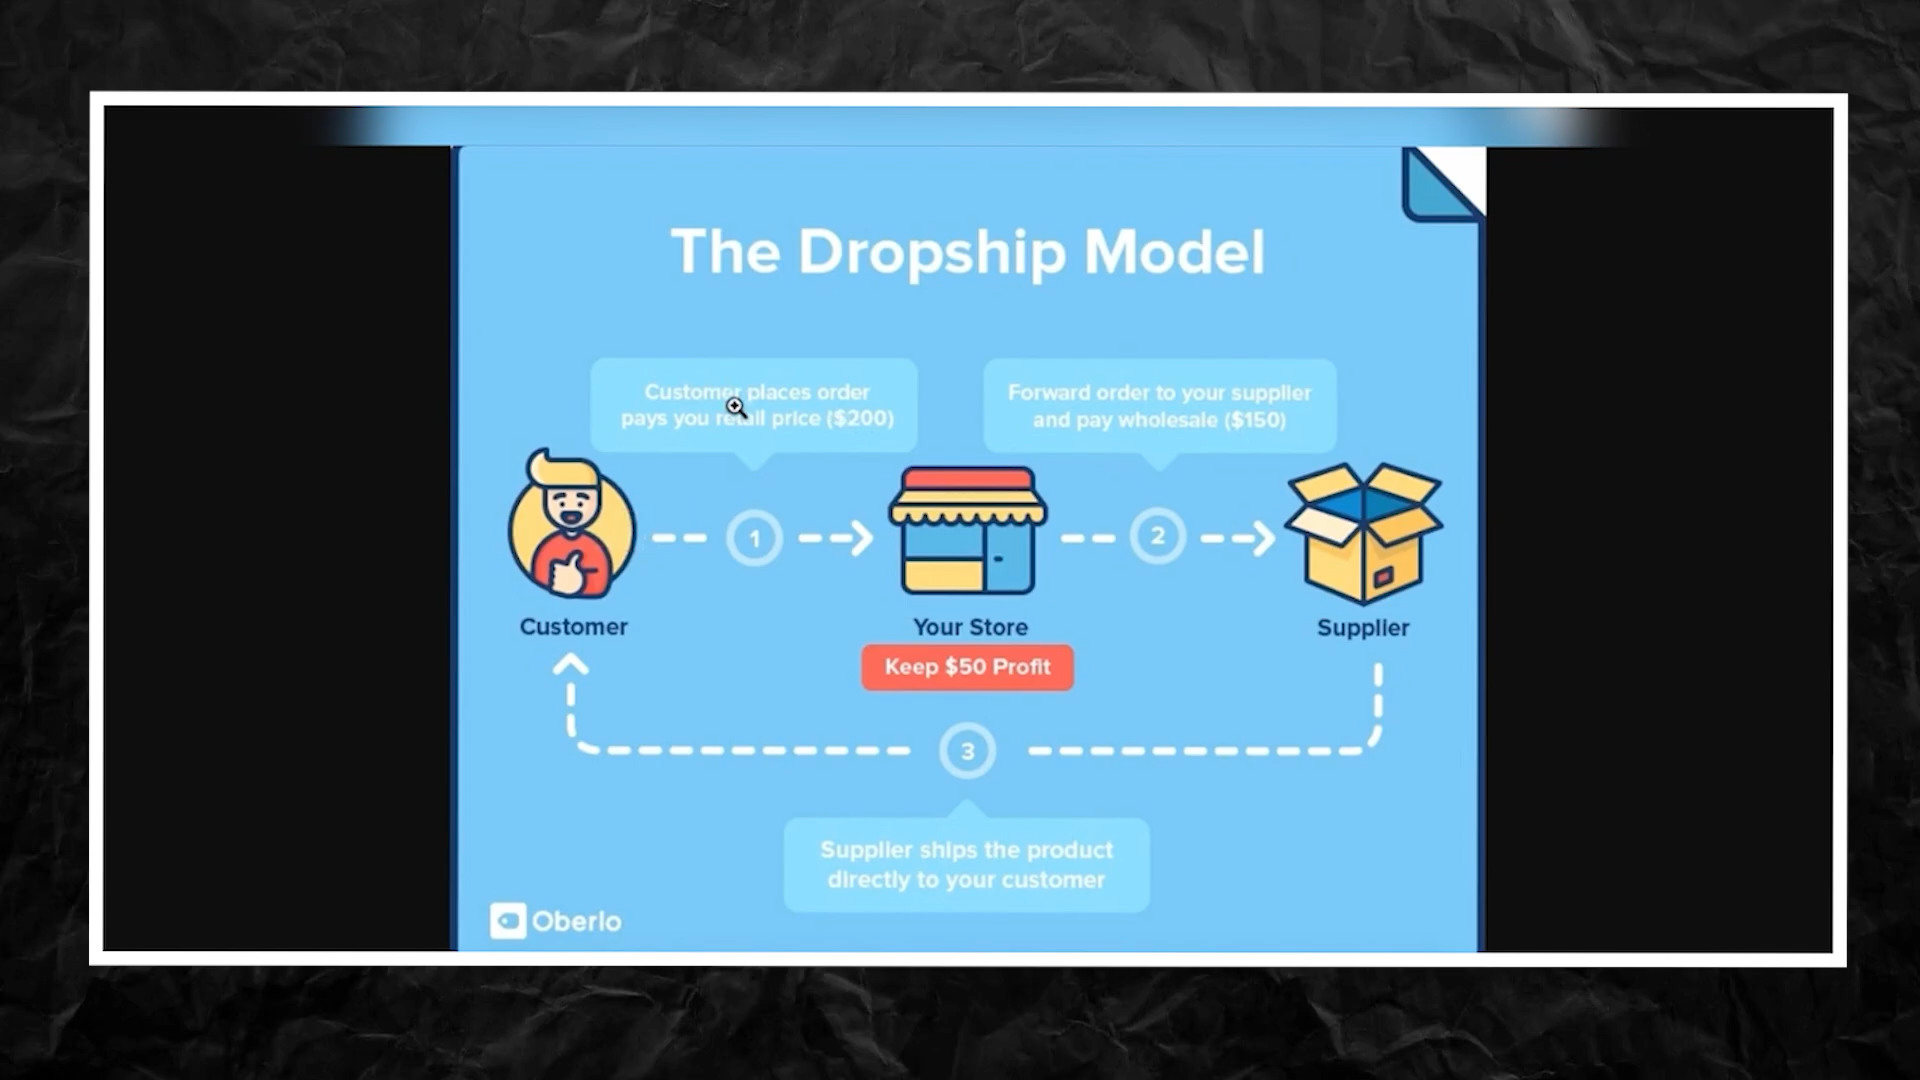 The Dropship Model
Customer places order
pays you retail price ($200)
Forward order to your supplier
and pay wholesale ($150)
1
2
Customer
Your Store
Supplier
Keep $50 Profit
3
Supplier ships the product
directly to your customer
Oberlo